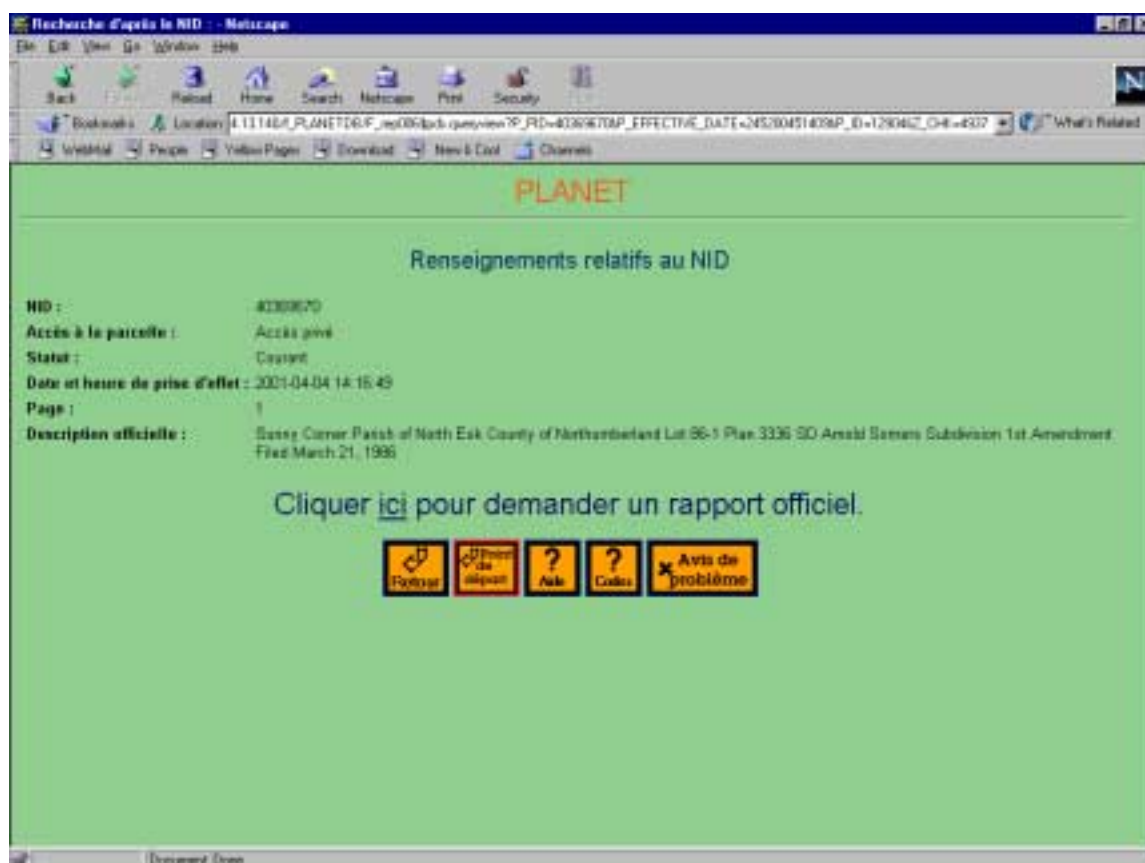 Recherche d'après le NID : - Netscape
File Edit View Go Window Help
Back Reload Home Search Netscape Print Security
Bookmarks Location What's Related
WebMail People Yellow Pages Download New & Cool Channels
PLANET
Renseignements relatifs au NID
NID : 40369670
Accès à la parcelle : Accès privé
Statut : Courant
Date et heure de prise d'effet : 2001-04-04 14:16:49
Page : 1
Description officielle : Sunny Corner Parish of North Esk County of Northumberland Lot 86-1 Plan 3336 SD Arnold Somers Subdivision 1st Amendment
Filed March 21, 1986
Cliquer ici pour demander un rapport officiel.
Retour
Point de départ
? Aide
? Codes
Avis de problème
Document Done